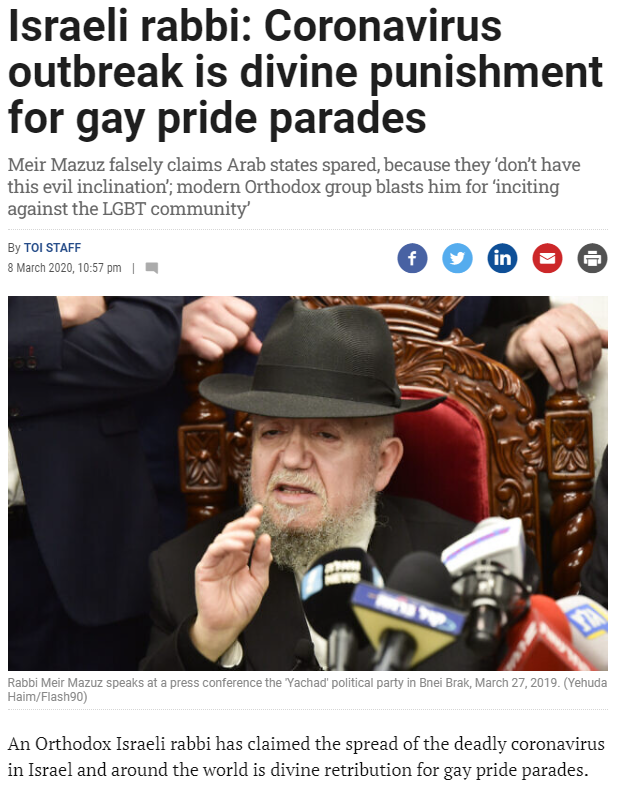 Israeli rabbi: Coronavirus
outbreak is divine punishment
for gay pride parades
Meir Mazuz falsely claims Arab states spared, because they ‘don’t have
this evil inclination’; modern Orthodox group blasts him for ‘inciting
against the LGBT community’
By TOI STAFF
8 March 2020, 10:57 pm |
NEWS
Rabbi Meir Mazuz speaks at a press conference the 'Yachad' political party in Bnei Brak, March 27, 2019. (Yehuda
Haim/Flash90)
An Orthodox Israeli rabbi has claimed the spread of the deadly coronavirus
in Israel and around the world is divine retribution for gay pride parades.